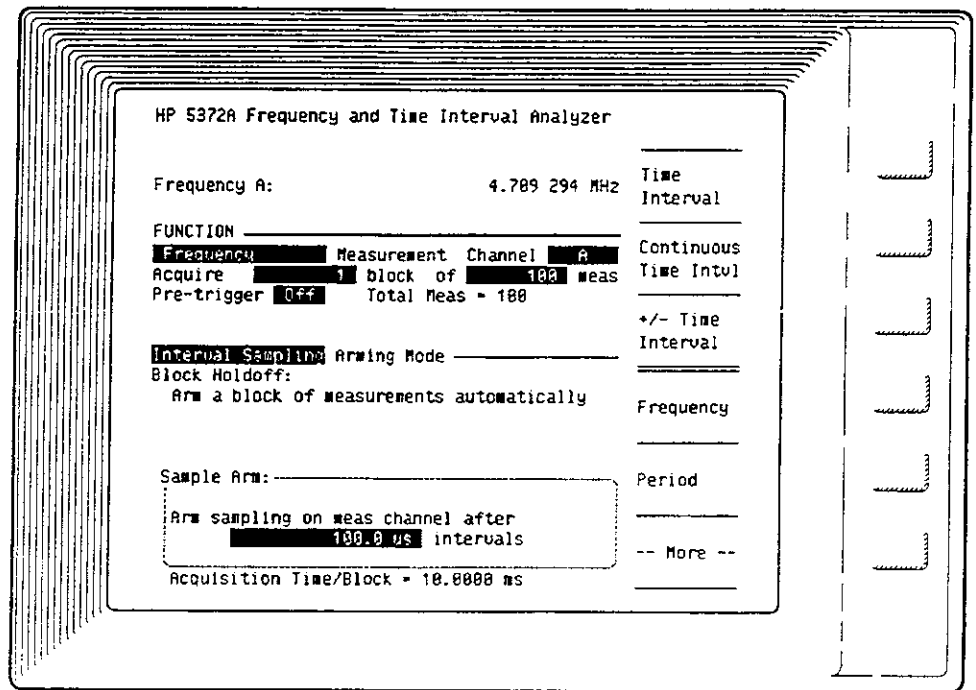 HP 5372A Frequency and Time Interval Analyzer
Frequency A: 4.709 294 MHz
FUNCTION
Frequency Measurement Channel A
Acquire 1 block of 100 meas
Pre-trigger Off Total Meas = 100
Interval Sampling Arming Mode
Block Holdoff:
Arm a block of measurements automatically
Sample Arm:
Arm sampling on meas channel after
100.0 us intervals
Acquisition Time/Block = 10.0000 ms
Time
Interval
Continuous
Time Intvl
+/- Time
Interval
Frequency
Period
-- More --